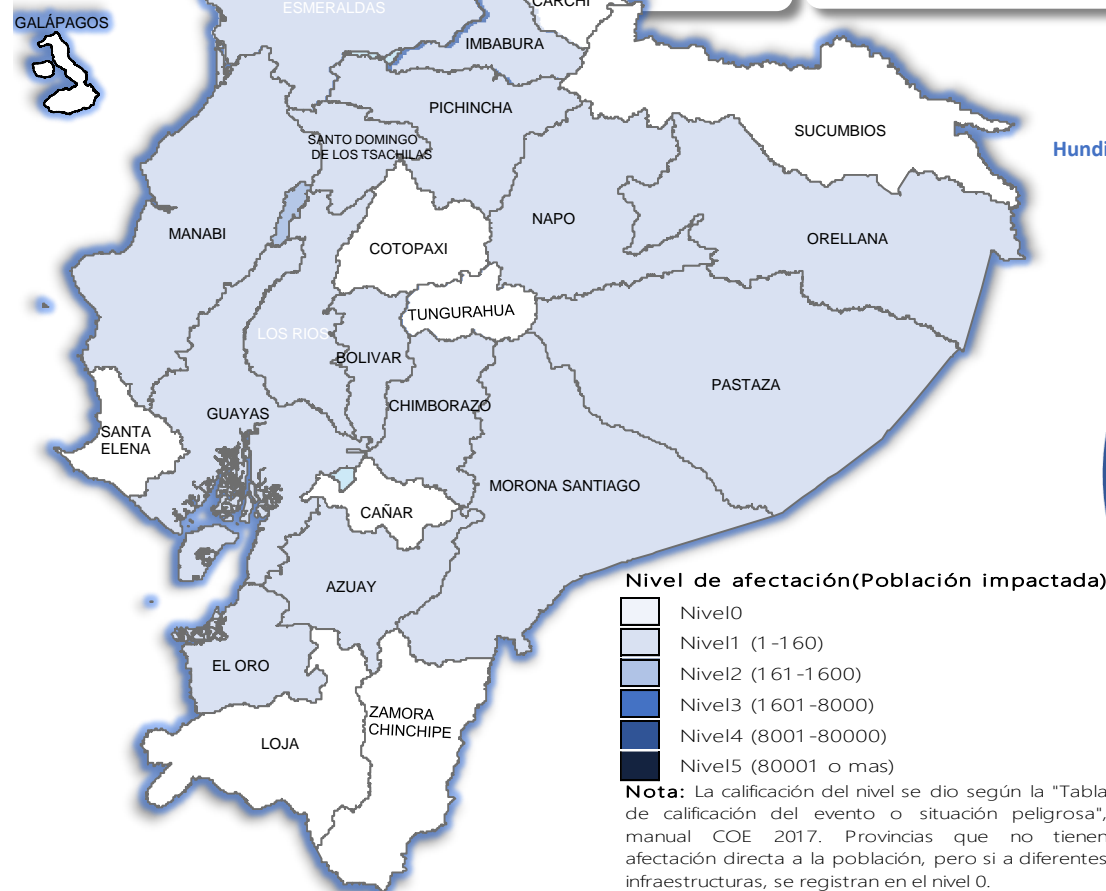 ESMERALDAS
CARCHI
GALÁPAGOS
IMBABURA
PICHINCHA
SUCUMBIOS
SANTO DOMINGO
DE LOS TSACHILAS
Hundi
NAPO
MANABI
ORELLANA
COTOPAXI
TUNGURAHUA
LOS RIOS
BOLIVAR
PASTAZA
CHIMBORAZO
GUAYAS
SANTA
ELENA
MORONA SANTIAGO
CAÑAR
AZUAY
EL ORO
ZAMORA
CHINCHIPE
LOJA
Nivel de afectación(Población impactada)
Nivel0
Nivel1 (1-160)
Nivel2 (161-1600)
Nivel3 (1601-8000)
Nivel4 (8001-80000)
Nivel5 (80001 o mas)
Nota: La calificación del nivel se dio según la "Tabla
de calificación del evento o situación peligrosa",
manual COE 2017. Provincias que no tienen
afectación directa a la población, pero si a diferentes
infraestructuras, se registran en el nivel 0.